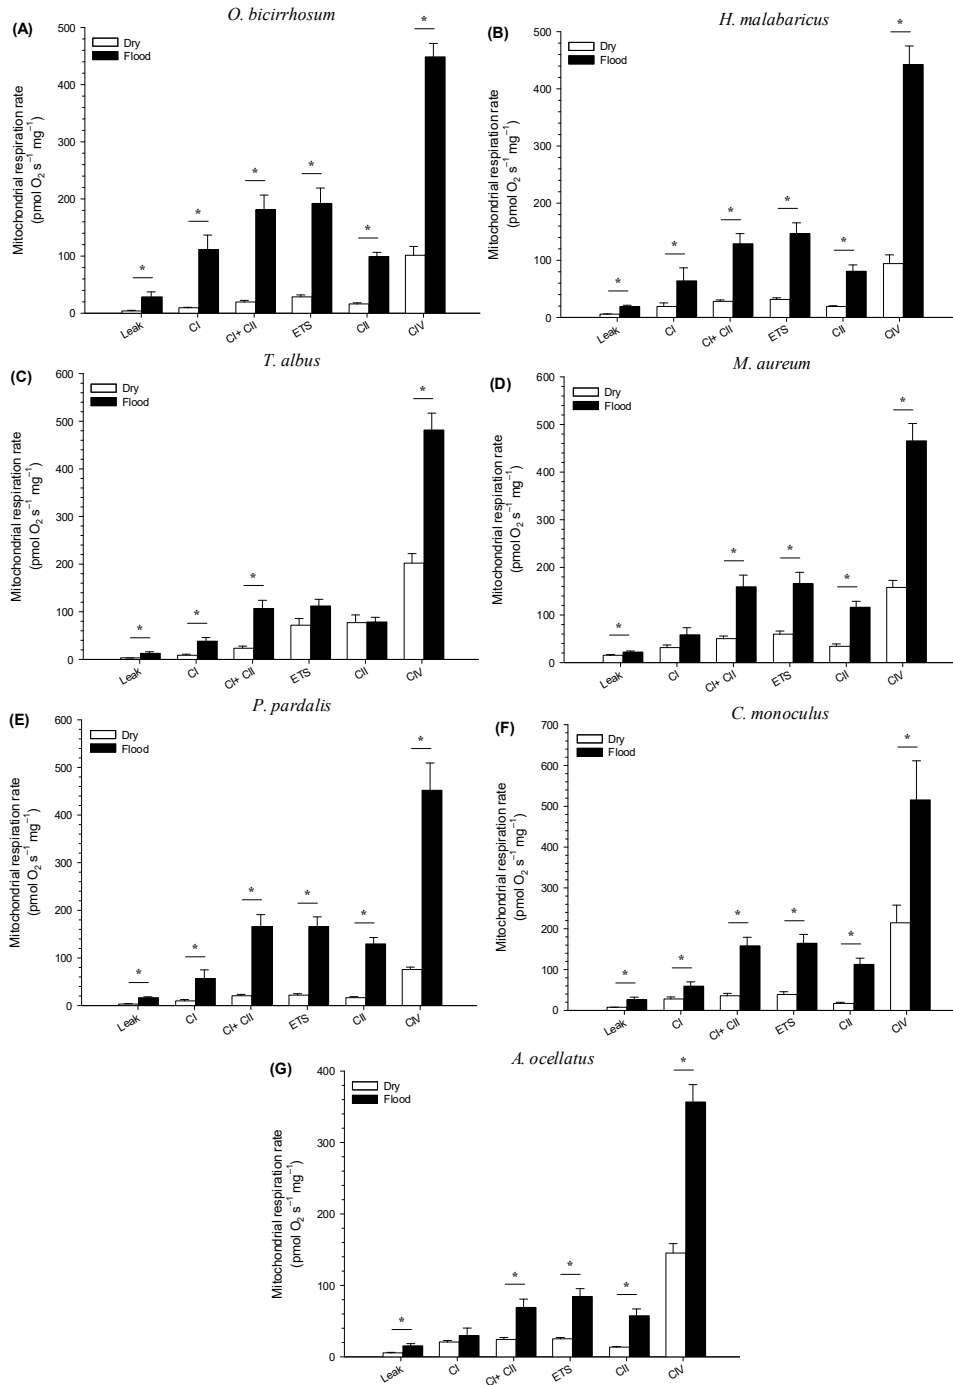 O. bicirrhosum
(A)
Dry
Flood
Mitochondrial respiration rate
(pmol O₂ s⁻¹ mg⁻¹)
500
400
300
200
100
0
*
*
*
*
*
*
Leak
CI
CI+ CII
ETS
CII
CIV
H. malabaricus
(B)
Dry
Flood
Mitochondrial respiration rate
(pmol O₂ s⁻¹ mg⁻¹)
500
400
300
200
100
0
*
*
*
*
*
*
Leak
CI
CI+ CII
ETS
CII
CIV
T. albus
(C)
Dry
Flood
Mitochondrial respiration rate
(pmol O₂ s⁻¹ mg⁻¹)
600
500
400
300
200
100
0
*
*
*
*
Leak
CI
CI+ CII
ETS
CII
CIV
M. aureum
(D)
Dry
Flood
Mitochondrial respiration rate
(pmol O₂ s⁻¹ mg⁻¹)
600
500
400
300
200
100
0
*
*
*
*
*
Leak
CI
CI+ CII
ETS
CII
CIV
P. pardalis
(E)
Dry
Flood
Mitochondrial respiration rate
(pmol O₂ s⁻¹ mg⁻¹)
600
500
400
300
200
100
0
*
*
*
*
*
*
Leak
CI
CI+ CII
ETS
CII
CIV
C. monoculus
(F)
Dry
Flood
Mitochondrial respiration rate
(pmol O₂ s⁻¹ mg⁻¹)
700
600
500
400
300
200
100
0
*
*
*
*
*
*
Leak
CI
CI+ CII
ETS
CII
CIV
A. ocellatus
(G)
Dry
Flood
Mitochondrial respiration rate
(pmol O₂ s⁻¹ mg⁻¹)
400
300
200
100
0
*
*
*
*
*
Leak
CI
CI+ CII
ETS
CII
CIV